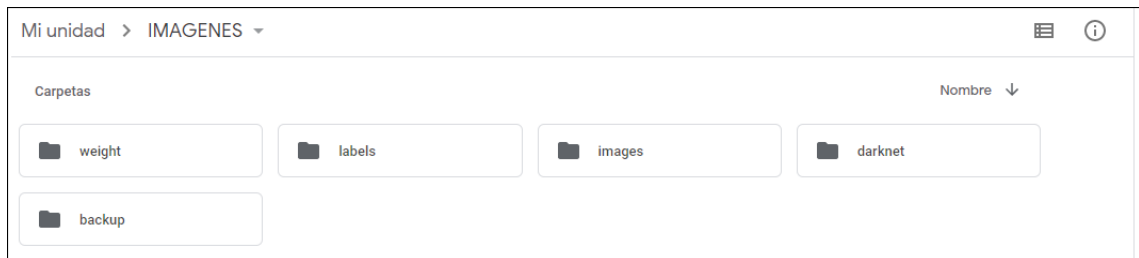 Mi unidad > IMAGENES
Carpetas Nombre
weight labels images darknet
backup